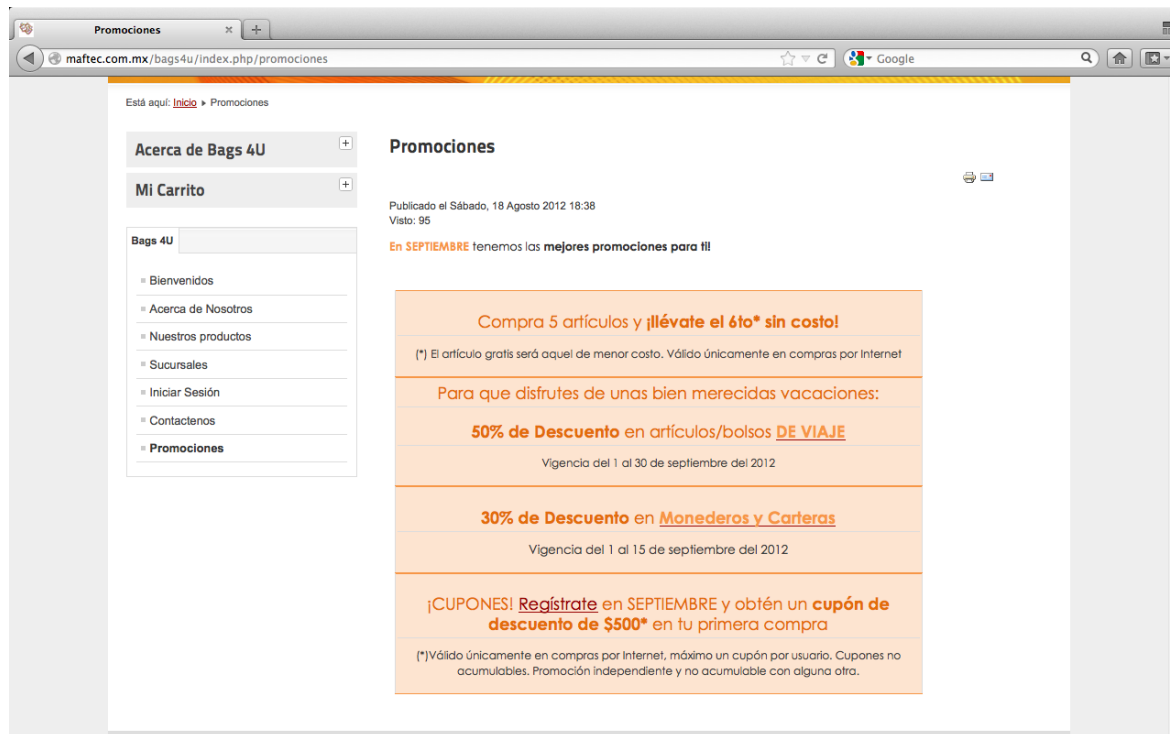 Promociones
maftec.com.mx/bags4u/index.php/promociones
Google
Está aquí: Inicio ▸ Promociones
Acerca de Bags 4U
Mi Carrito
Bags 4U
Bienvenidos
Acerca de Nosotros
Nuestros productos
Sucursales
Iniciar Sesión
Contactenos
Promociones
Promociones
Publicado el Sábado, 18 Agosto 2012 18:38
Visto: 95
En SEPTIEMBRE tenemos las mejores promociones para ti!
Compra 5 artículos y ¡llévate el 6to* sin costo!
(*) El artículo gratis será aquel de menor costo. Válido únicamente en compras por Internet
Para que disfrutes de unas bien merecidas vacaciones:
50% de Descuento en artículos/bolsos DE VIAJE
Vigencia del 1 al 30 de septiembre del 2012
30% de Descuento en Monederos y Carteras
Vigencia del 1 al 15 de septiembre del 2012
¡CUPONES! Regístrate en SEPTIEMBRE y obtén un cupón de
descuento de $500* en tu primera compra
(*)Válido únicamente en compras por Internet, máximo un cupón por usuario. Cupones no
acumulables. Promoción independiente y no acumulable con alguna otra.